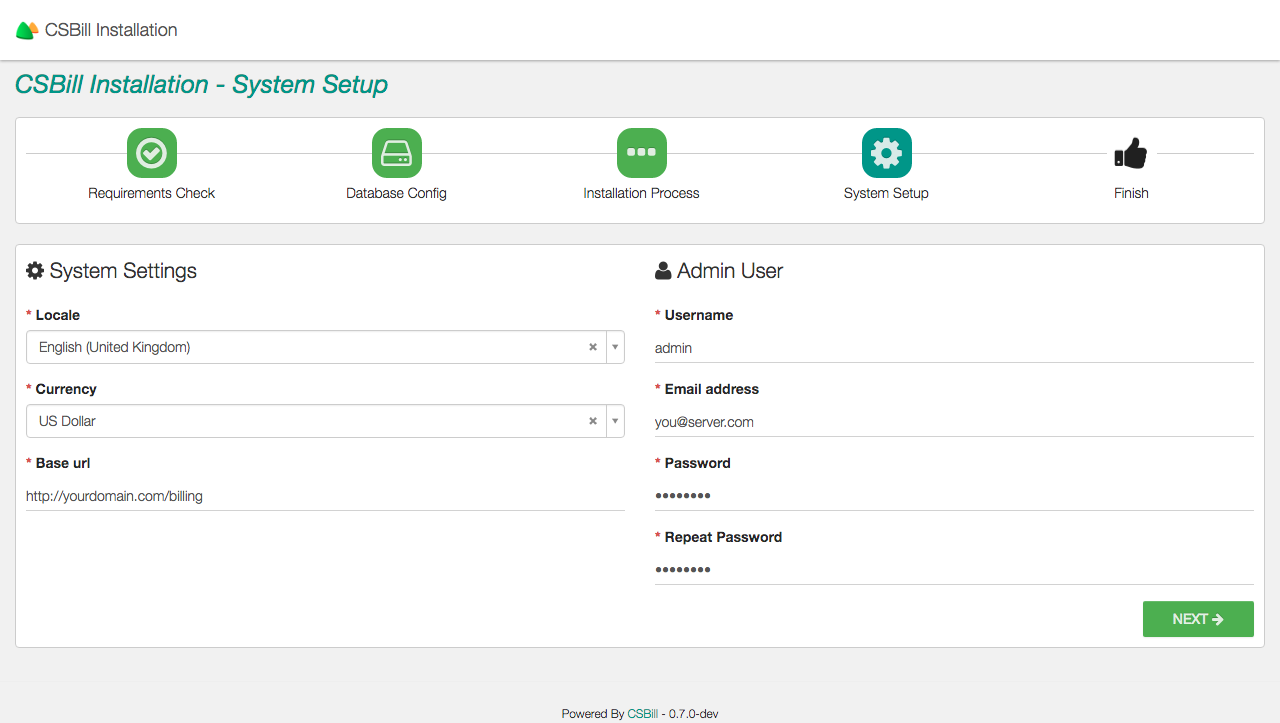 CSBill Installation
CSBill Installation - System Setup
Requirements Check
Database Config
Installation Process
System Setup
Finish
System Settings
* Locale
English (United Kingdom)
* Currency
US Dollar
* Base url
http://yourdomain.com/billing
Admin User
* Username
admin
* Email address
you@server.com
* Password
••••••••
* Repeat Password
••••••••
NEXT
Powered By CSBill - 0.7.0-dev